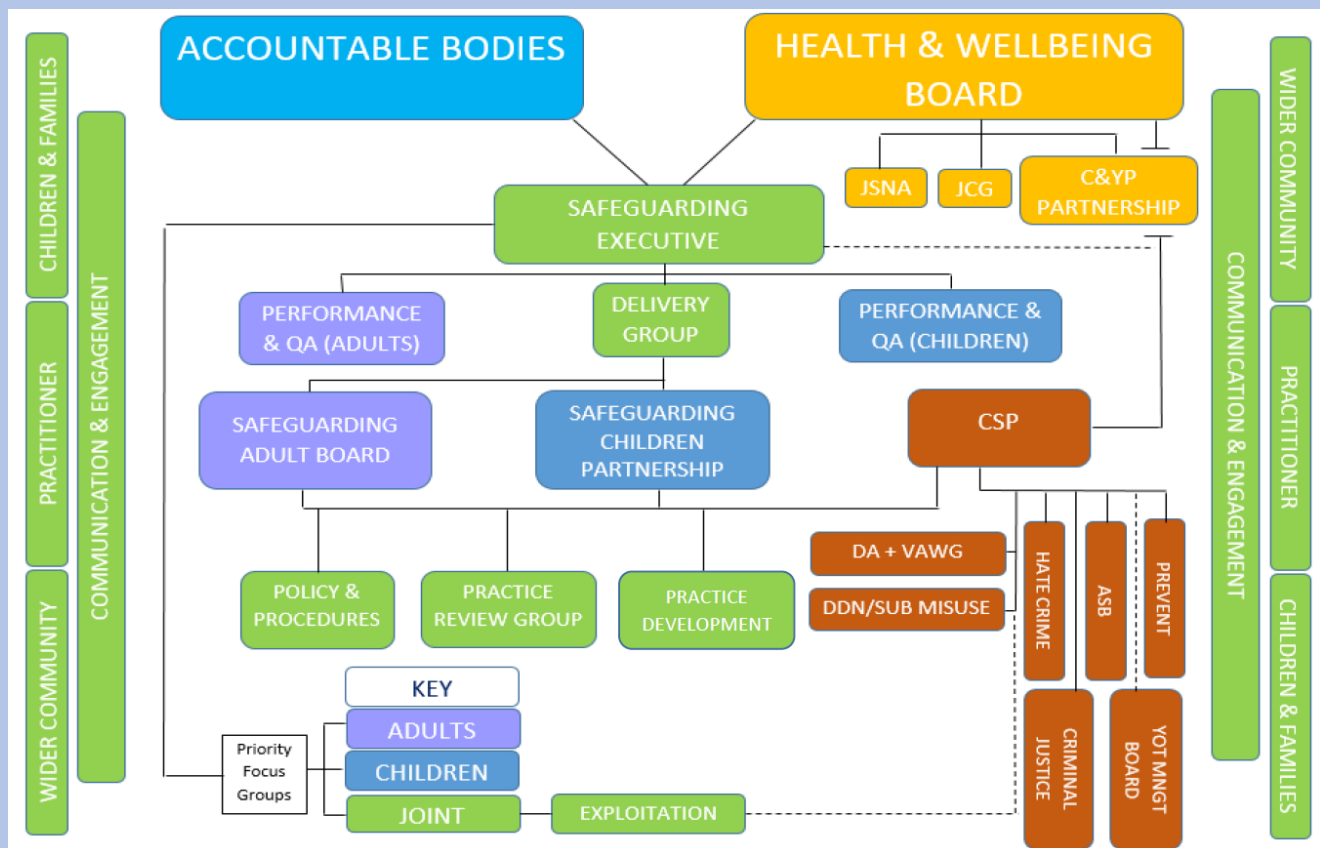 ACCOUNTABLE BODIES
HEALTH & WELLBEING
BOARD
CHILDREN & FAMILIES
PRACTITIONER
WIDER COMMUNITY
COMMUNICATION & ENGAGEMENT
JSNA
JCG
C&YP
PARTNERSHIP
SAFEGUARDING
EXECUTIVE
PERFORMANCE
& QA (ADULTS)
DELIVERY
GROUP
PERFORMANCE &
QA (CHILDREN)
SAFEGUARDING
ADULT BOARD
SAFEGUARDING
CHILDREN
PARTNERSHIP
CSP
POLICY &
PROCEDURES
PRACTICE
REVIEW GROUP
PRACTICE
DEVELOPMENT
DA + VAWG
DDN/SUB MISUSE
HATE CRIME
ASB
PREVENT
CRIMINAL
JUSTICE
YOT MNGT
BOARD
KEY
ADULTS
CHILDREN
JOINT
Priority
Focus
Groups
EXPLOITATION
COMMUNICATION & ENGAGEMENT
WIDER COMMUNITY
PRACTITIONER
CHILDREN & FAMILIES